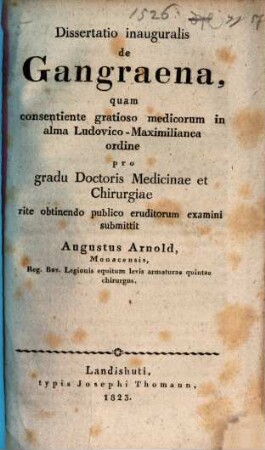 1526.
Dissertatio inauguralis
de
Gangraena,
quam
consentiente gratioso medicorum in
alma Ludovico-Maximilianea
ordine
pro
gradu Doctoris Medicinae et
Chirurgiae
rite obtinendo publico eruditorum examini
submittit
Augustus Arnold,
Monacensis,
Reg. Bav. Legionis equitum levis armaturae quintae
chirurgus.
Landishuti,
typis Josephi Thomann,
1823.